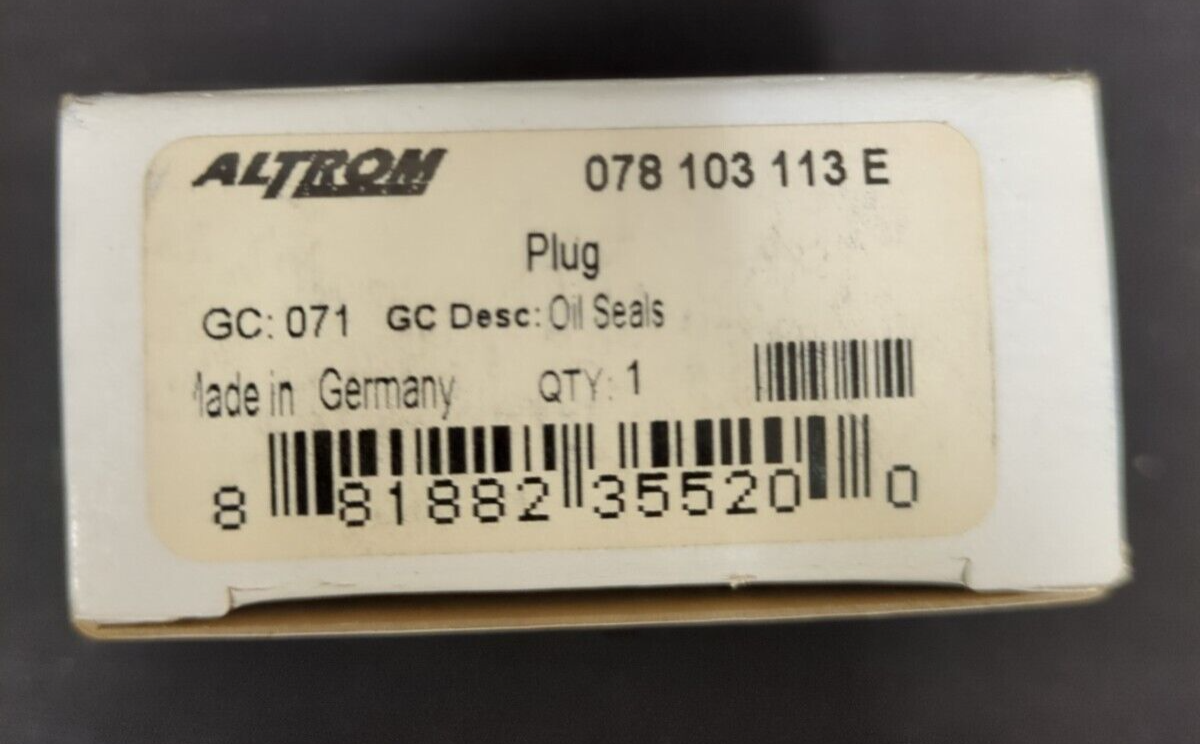 ALTROM 078 103 113 E
Plug
GC: 071 GC Desc: Oil Seals
Made in Germany QTY: 1
8 81882 35520 0